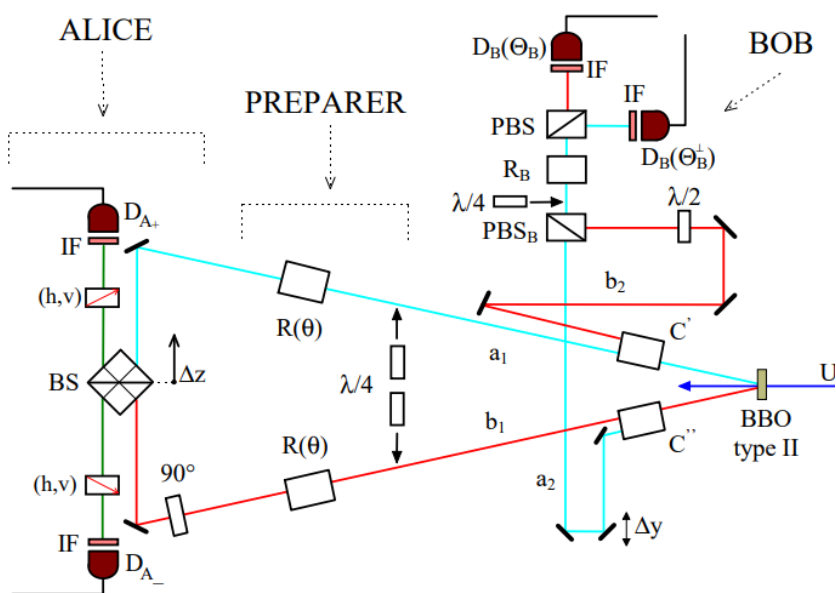 ALICE
PREPARER
BOB
D_B(Θ_B)
IF
IF
PBS
D_B(Θ_B^⊥)
R_B
λ/4
PBS_B
λ/2
D_A+
IF
(h,v)
R(θ)
b_2
a_1
C'
BS
Δz
λ/4
U
BBO
type II
b_1
C''
(h,v)
90°
R(θ)
a_2
Δy
IF
D_A_